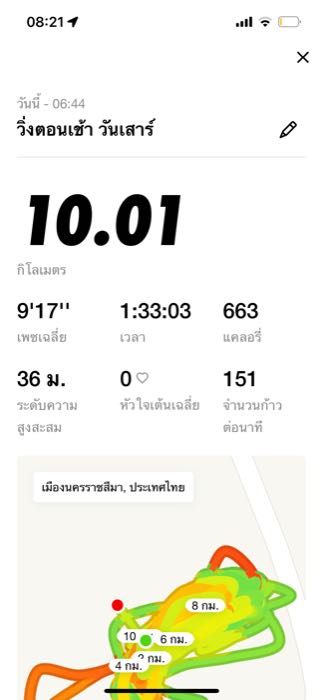 08:21
วันนี้ - 06:44
วิ่งตอนเช้า วันเสาร์
10.01
กิโลเมตร
9'17'' 1:33:03 663
เพซเฉลี่ย เวลา แคลอรี่
36 ม. 0 151
ระดับความ หัวใจเต้นเฉลี่ย จำนวนก้าว
สูงสะสม ต่อนาที
เมืองนครราชสีมา, ประเทศไทย
8 กม.
10 6 กม.
กม.
4 กม.